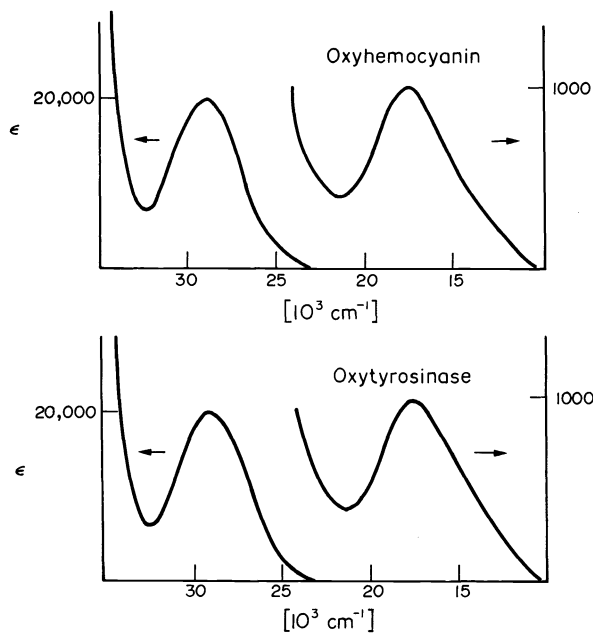 Oxyhemocyanin
20,000
1000
ϵ
30 25 20 15
[10³ cm⁻¹]
Oxytyrosinase
20,000
1000
ϵ
30 25 20 15
[10³ cm⁻¹]